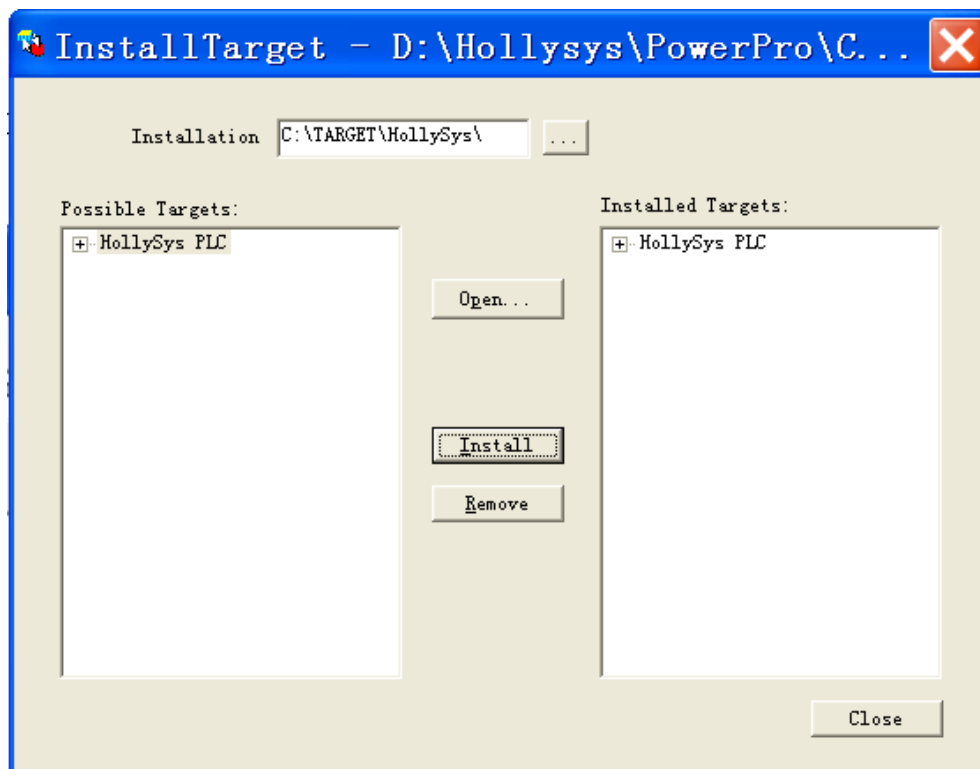 InstallTarget - D:\Hollysys\PowerPro\C...
Installation C:\TARGET\HollySys\ ...
Possible Targets:
HollySys PLC
Installed Targets:
HollySys PLC
Open...
Install
Remove
Close